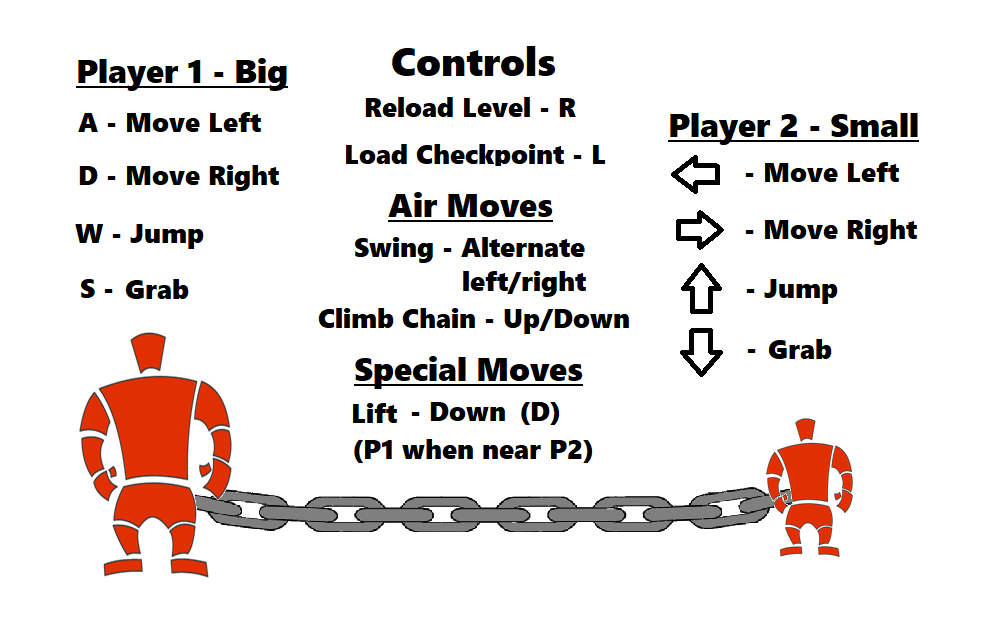 Player 1 - Big
A - Move Left
D - Move Right
W - Jump
S - Grab
Controls
Reload Level - R
Load Checkpoint - L
Air Moves
Swing - Alternate
left/right
Climb Chain - Up/Down
Special Moves
Lift - Down (D)
(P1 when near P2)
Player 2 - Small
- Move Left
- Move Right
- Jump
- Grab